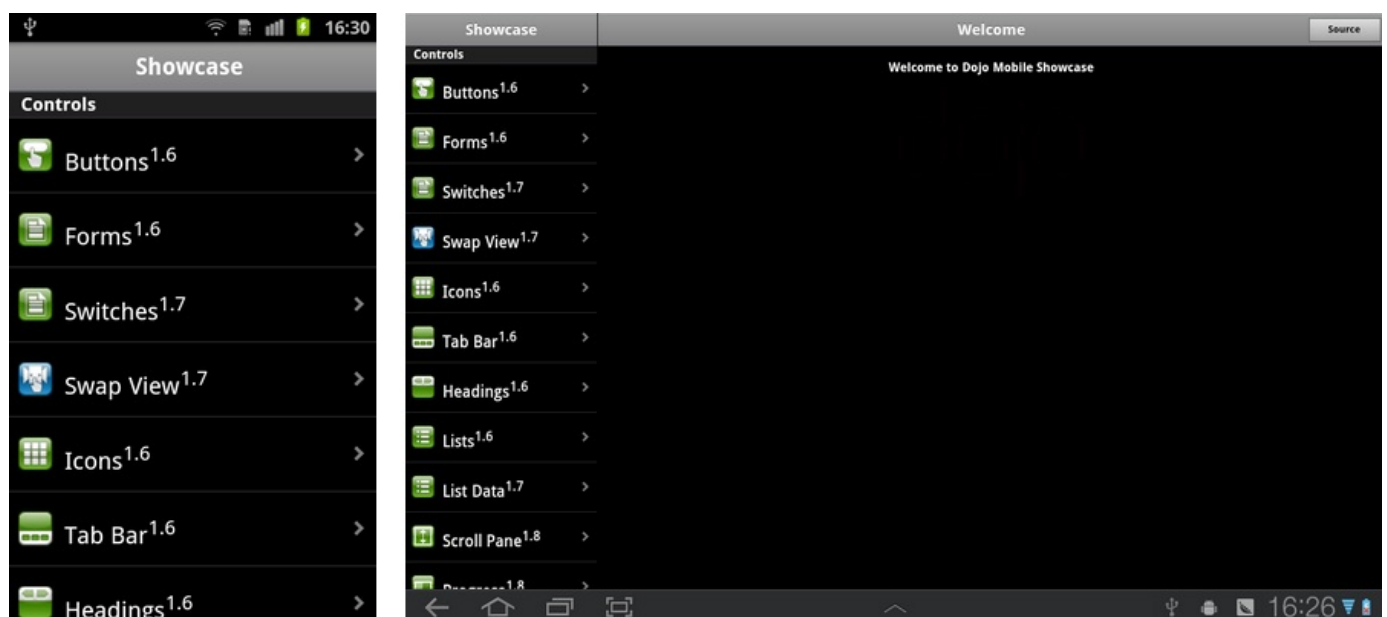 16:30
Showcase
Controls
Buttons1.6
Forms1.6
Switches1.7
Swap View1.7
Icons1.6
Tab Bar1.6
Headings1.6
Showcase
Welcome
Source
Controls
Welcome to Dojo Mobile Showcase
Buttons1.6
Forms1.6
Switches1.7
Swap View1.7
Icons1.6
Tab Bar1.6
Headings1.6
Lists1.6
List Data1.7
Scroll Pane1.8
Progress1.8
16:26